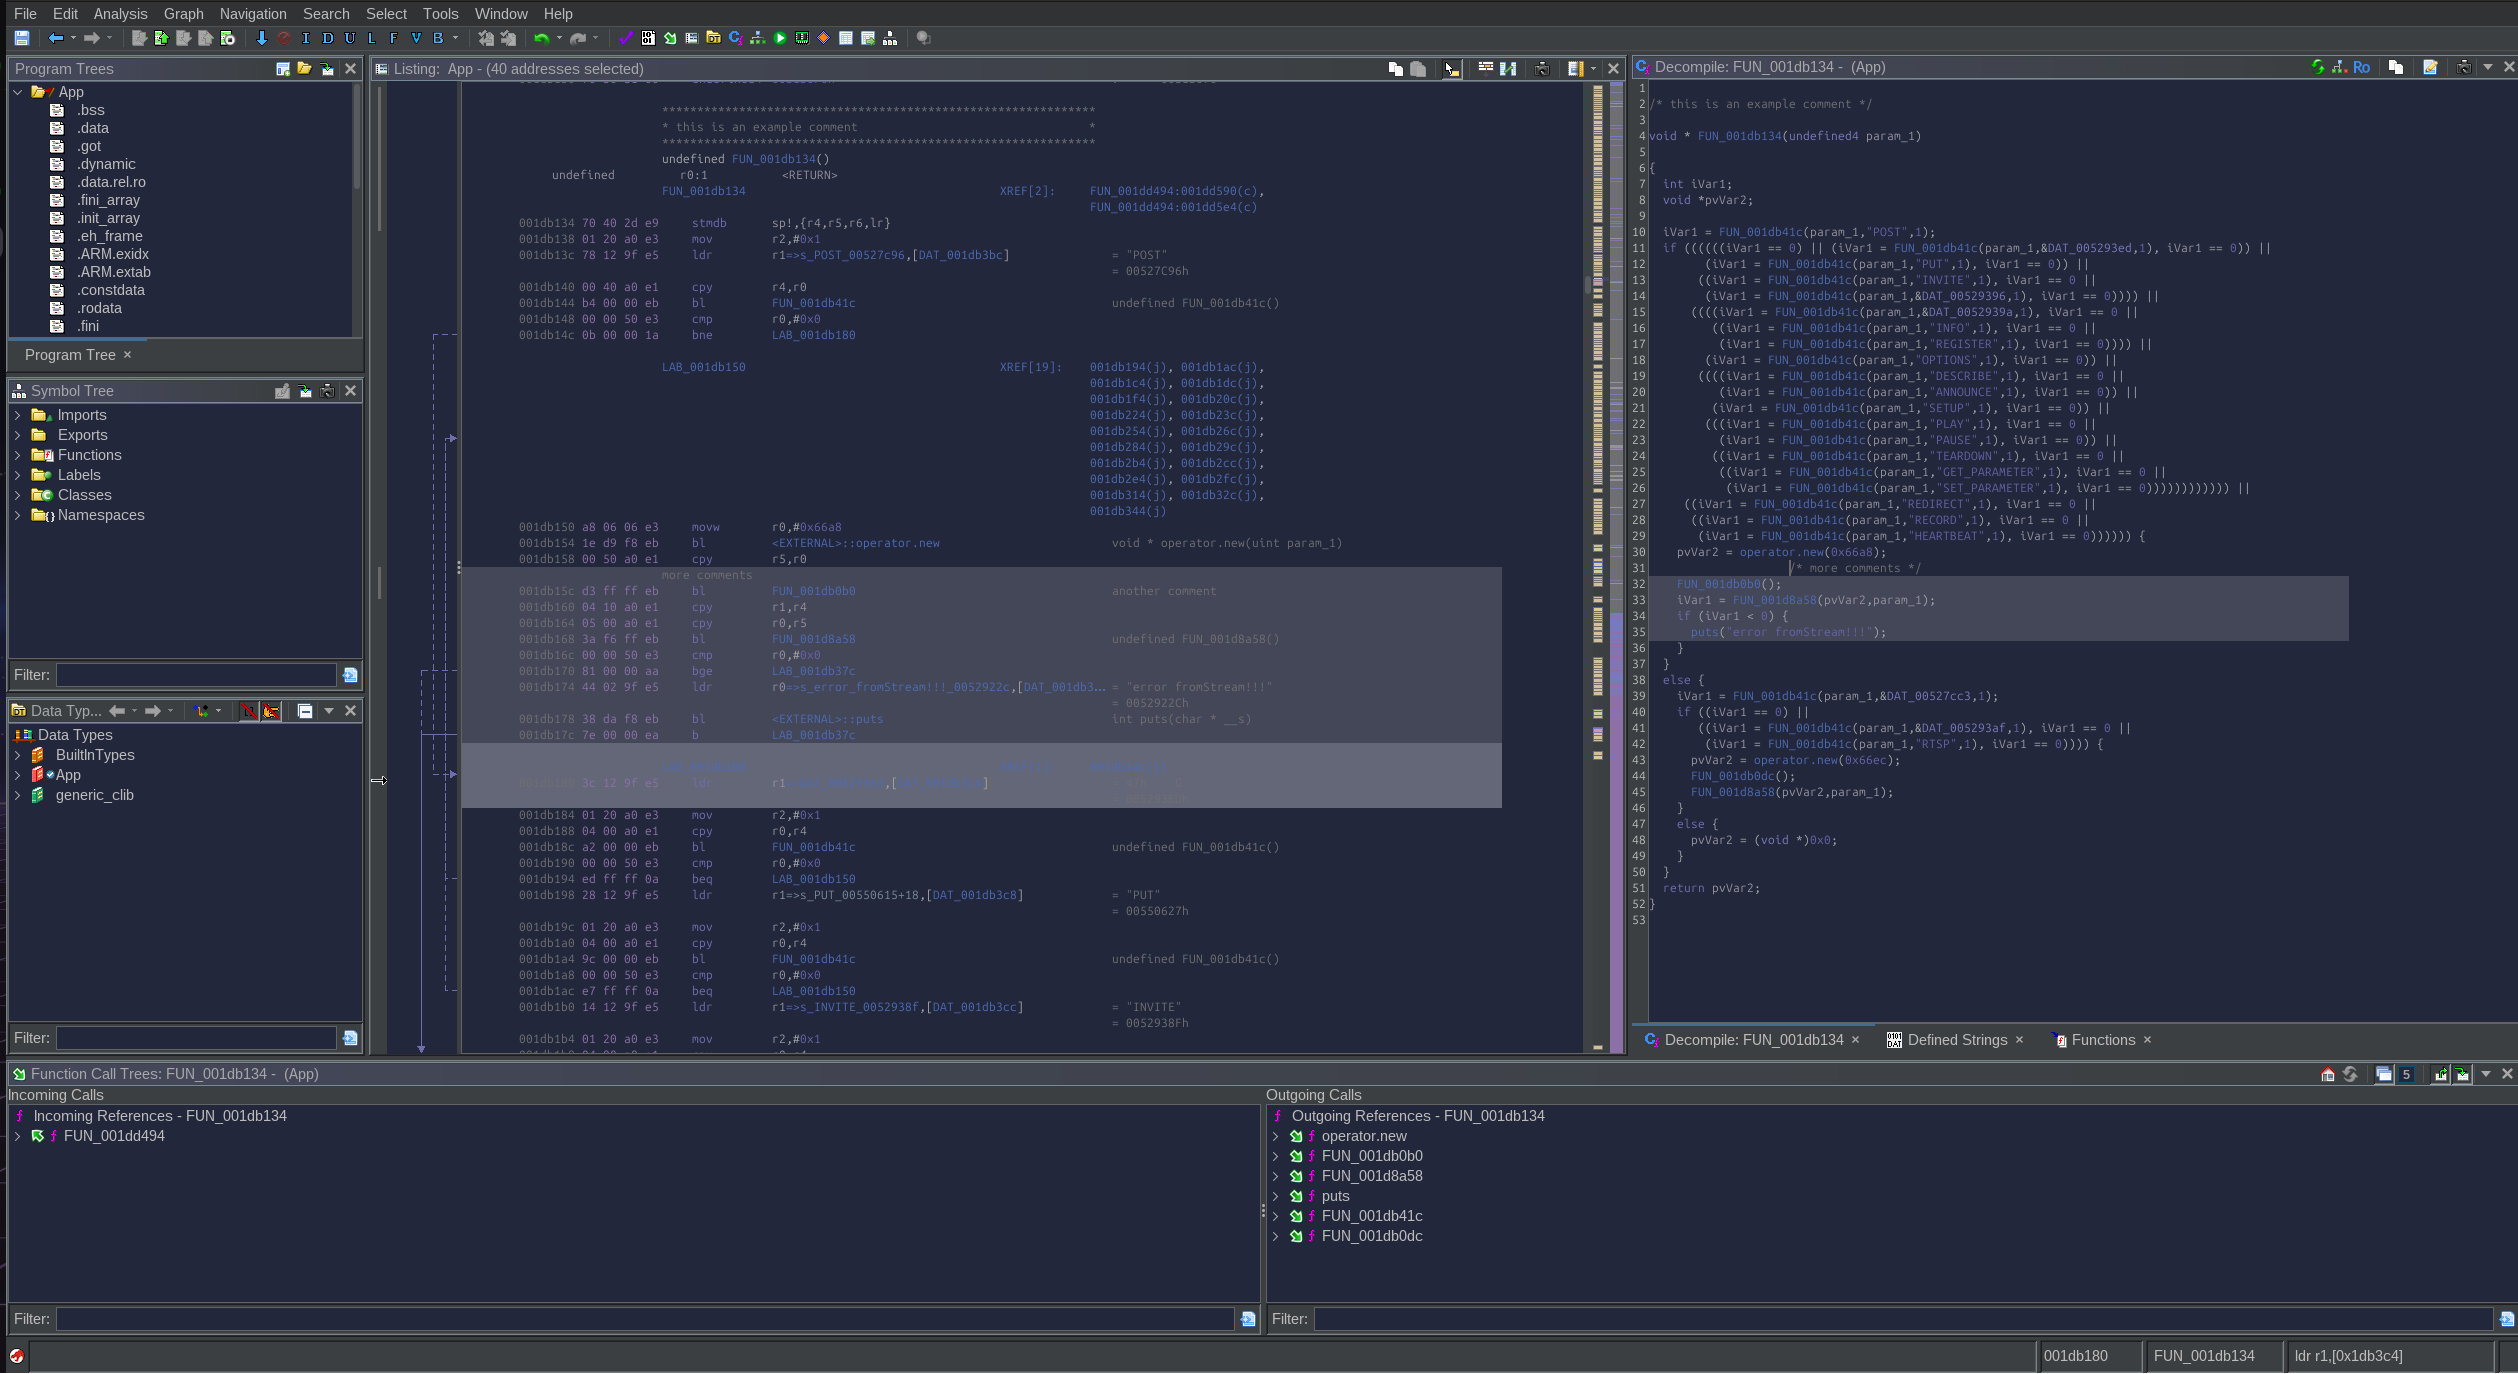 File Edit Analysis Graph Navigation Search Select Tools Window Help
I D U L F V B
Program Trees
App
.bss
.data
.got
.dynamic
.data.rel.ro
.fini_array
.init_array
.eh_frame
.ARM.exidx
.ARM.extab
.constdata
.rodata
.fini
Program Tree ×
Symbol Tree
Imports
Exports
Functions
Labels
Classes
Namespaces
Filter:
Data Typ...
Data Types
BuiltInTypes
App
generic_clib
Filter:
Listing: App - (40 addresses selected)
**************************************************************
* this is an example comment *
**************************************************************
undefined FUN_001db134()
undefined r0:1 <RETURN>
FUN_001db134 XREF[2]: FUN_001dd494:001dd590(c),
FUN_001dd494:001dd5e4(c)
001db134 70 40 2d e9 stmdb sp!,{r4,r5,r6,lr}
001db138 01 20 a0 e3 mov r2,#0x1
001db13c 78 12 9f e5 ldr r1=>s_POST_00527c96,[DAT_001db3bc] = "POST"
= 00527C96h
001db140 00 40 a0 e1 cpy r4,r0
001db144 b4 00 00 eb bl FUN_001db41c undefined FUN_001db41c()
001db148 00 00 50 e3 cmp r0,#0x0
001db14c 0b 00 00 1a bne LAB_001db180
LAB_001db150 XREF[19]: 001db194(j), 001db1ac(j),
001db1c4(j), 001db1dc(j),
001db1f4(j), 001db20c(j),
001db224(j), 001db23c(j),
001db254(j), 001db26c(j),
001db284(j), 001db29c(j),
001db2b4(j), 001db2cc(j),
001db2e4(j), 001db2fc(j),
001db314(j), 001db32c(j),
001db344(j)
001db150 a8 06 06 e3 movw r0,#0x66a8
001db154 1e d9 f8 eb bl <EXTERNAL>::operator.new void * operator.new(uint param_1)
001db158 00 50 a0 e1 cpy r5,r0
more comments
001db15c d3 ff ff eb bl FUN_001db0b0 another comment
001db160 04 10 a0 e1 cpy r1,r4
001db164 05 00 a0 e1 cpy r0,r5
001db168 3a f6 ff eb bl FUN_001d8a58 undefined FUN_001d8a58()
001db16c 00 00 50 e3 cmp r0,#0x0
001db170 81 00 00 aa bge LAB_001db37c
001db174 44 02 9f e5 ldr r0=>s_error_fromStream!!!_0052922c,[DAT_001db3... = "error fromStream!!!"
= 0052922Ch
001db178 38 da f8 eb bl <EXTERNAL>::puts int puts(char * __s)
001db17c 7e 00 00 ea b LAB_001db37c
3c 12 9f e5 ldr
001db184 01 20 a0 e3 mov r2,#0x1
001db188 04 00 a0 e1 cpy r0,r4
001db18c a2 00 00 eb bl FUN_001db41c undefined FUN_001db41c()
001db190 00 00 50 e3 cmp r0,#0x0
001db194 ed ff ff 0a beq LAB_001db150
001db198 28 12 9f e5 ldr r1=>s_PUT_00550615+18,[DAT_001db3c8] = "PUT"
= 00550627h
001db19c 01 20 a0 e3 mov r2,#0x1
001db1a0 04 00 a0 e1 cpy r0,r4
001db1a4 9c 00 00 eb bl FUN_001db41c undefined FUN_001db41c()
001db1a8 00 00 50 e3 cmp r0,#0x0
001db1ac e7 ff ff 0a beq LAB_001db150
001db1b0 14 12 9f e5 ldr r1=>s_INVITE_0052938f,[DAT_001db3cc] = "INVITE"
= 0052938Fh
001db1b4 01 20 a0 e3 mov r2,#0x1
Decompile: FUN_001db134 - (App)
Ro
1
2 /* this is an example comment */
3
4 void * FUN_001db134(undefined4 param_1)
5
6 {
7 int iVar1;
8 void *pvVar2;
9
10 iVar1 = FUN_001db41c(param_1,"POST",1);
11 if ((((((iVar1 == 0) || (iVar1 = FUN_001db41c(param_1,&DAT_005293ed,1), iVar1 == 0)) ||
12 (iVar1 = FUN_001db41c(param_1,"PUT",1), iVar1 == 0)) ||
13 ((iVar1 = FUN_001db41c(param_1,"INVITE",1), iVar1 == 0 ||
14 (iVar1 = FUN_001db41c(param_1,&DAT_00529396,1), iVar1 == 0)))) ||
15 ((((iVar1 = FUN_001db41c(param_1,&DAT_0052939a,1), iVar1 == 0 ||
16 ((iVar1 = FUN_001db41c(param_1,"INFO",1), iVar1 == 0 ||
17 (iVar1 = FUN_001db41c(param_1,"REGISTER",1), iVar1 == 0)))) ||
18 (iVar1 = FUN_001db41c(param_1,"OPTIONS",1), iVar1 == 0)) ||
19 ((((iVar1 = FUN_001db41c(param_1,"DESCRIBE",1), iVar1 == 0 ||
20 (iVar1 = FUN_001db41c(param_1,"ANNOUNCE",1), iVar1 == 0)) ||
21 (iVar1 = FUN_001db41c(param_1,"SETUP",1), iVar1 == 0)) ||
22 (((iVar1 = FUN_001db41c(param_1,"PLAY",1), iVar1 == 0 ||
23 (iVar1 = FUN_001db41c(param_1,"PAUSE",1), iVar1 == 0)) ||
24 ((iVar1 = FUN_001db41c(param_1,"TEARDOWN",1), iVar1 == 0 ||
25 ((iVar1 = FUN_001db41c(param_1,"GET_PARAMETER",1), iVar1 == 0 ||
26 (iVar1 = FUN_001db41c(param_1,"SET_PARAMETER",1), iVar1 == 0)))))))))))) ||
27 ((iVar1 = FUN_001db41c(param_1,"REDIRECT",1), iVar1 == 0 ||
28 ((iVar1 = FUN_001db41c(param_1,"RECORD",1), iVar1 == 0 ||
29 (iVar1 = FUN_001db41c(param_1,"HEARTBEAT",1), iVar1 == 0)))))) {
30 pvVar2 = operator.new(0x66a8);
31 /* more comments */
32 FUN_001db0b0();
33 iVar1 = FUN_001d8a58(pvVar2,param_1);
34 if (iVar1 < 0) {
35 puts("error fromStream!!!");
36 }
37 }
38 else {
39 iVar1 = FUN_001db41c(param_1,&DAT_00527cc3,1);
40 if ((iVar1 == 0) ||
41 ((iVar1 = FUN_001db41c(param_1,&DAT_005293af,1), iVar1 == 0 ||
42 (iVar1 = FUN_001db41c(param_1,"RTSP",1), iVar1 == 0)))) {
43 pvVar2 = operator.new(0x66ec);
44 FUN_001db0dc();
45 FUN_001d8a58(pvVar2,param_1);
46 }
47 else {
48 pvVar2 = (void *)0x0;
49 }
50 }
51 return pvVar2;
52 }
53
Decompile: FUN_001db134 × Defined Strings × Functions ×
Function Call Trees: FUN_001db134 - (App)
5
Incoming Calls
Incoming References - FUN_001db134
FUN_001dd494
Filter:
Outgoing Calls
Outgoing References - FUN_001db134
operator.new
FUN_001db0b0
FUN_001d8a58
puts
FUN_001db41c
FUN_001db0dc
Filter:
001db180 FUN_001db134 ldr r1,[0x1db3c4]